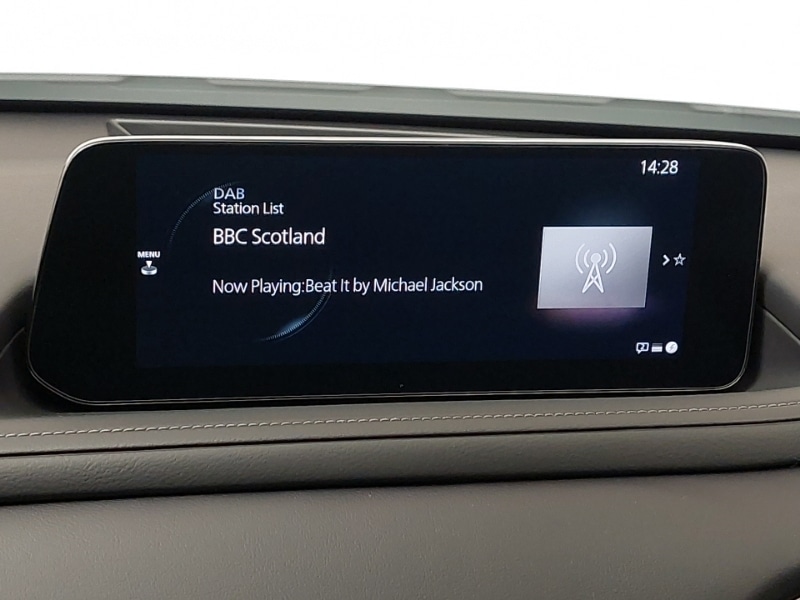 14:28
DAB
Station List
BBC Scotland
MENU
Now Playing:Beat It by Michael Jackson